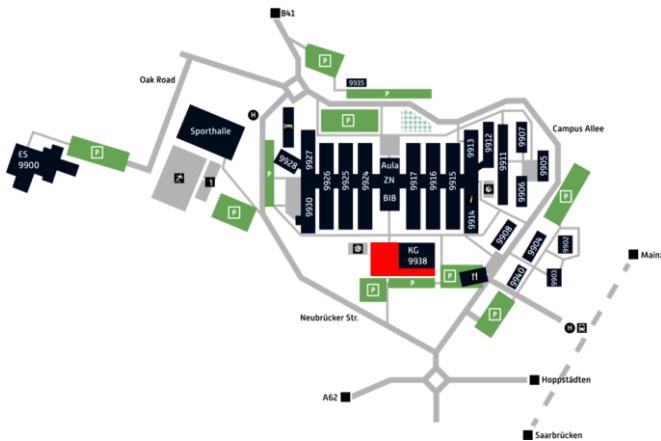 B41
P
9935
P
Oak Road
H
P
Campus Allee
Sporthalle
ES
9900
P
9928
9927
9930
9926
9925
9924
Aula
ZN
BIB
9917
9916
9915
9913
9914
i
9912
9911
9907
9906
9905
P
P
P
9908
9904
9902
9903
9940
KG
9938
P
P
P
P
Mainz
H
Neubrücker Str.
A62
Hoppstädten
Saarbrücken